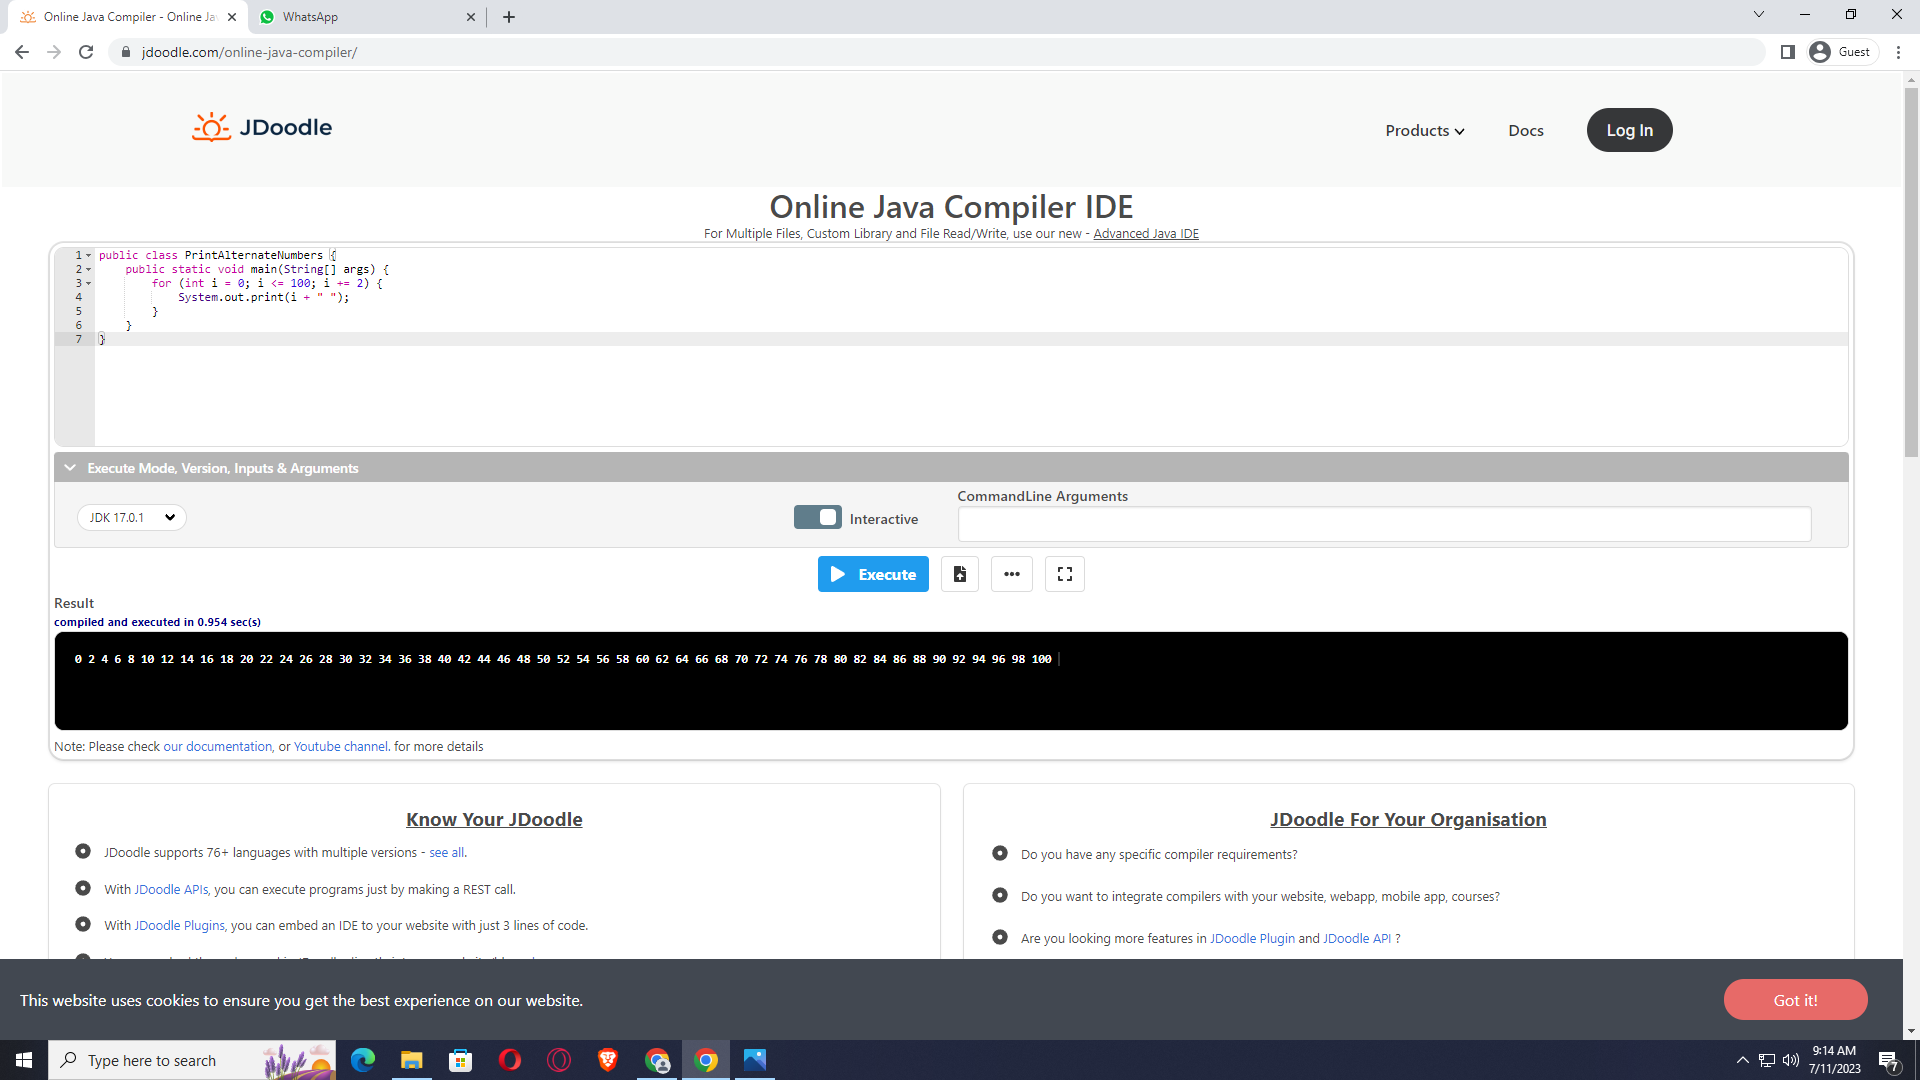 Online Java Compiler - Online Ja
WhatsApp
jdoodle.com/online-java-compiler/
Guest
JDoodle
Products
Docs
Log In
Online Java Compiler IDE
For Multiple Files, Custom Library and File Read/Write, use our new - Advanced Java IDE
1 public class PrintAlternateNumbers {
2 public static void main(String[] args) {
3 for (int i = 0; i <= 100; i += 2) {
4 System.out.print(i + " ");
5 }
6 }
7 }
Execute Mode, Version, Inputs & Arguments
CommandLine Arguments
JDK 17.0.1
Interactive
Execute
Result
compiled and executed in 0.954 sec(s)
0 2 4 6 8 10 12 14 16 18 20 22 24 26 28 30 32 34 36 38 40 42 44 46 48 50 52 54 56 58 60 62 64 66 68 70 72 74 76 78 80 82 84 86 88 90 92 94 96 98 100
Note: Please check our documentation, or Youtube channel. for more details
Know Your JDoodle
JDoodle supports 76+ languages with multiple versions - see all.
With JDoodle APIs, you can execute programs just by making a REST call.
With JDoodle Plugins, you can embed an IDE to your website with just 3 lines of code.
JDoodle For Your Organisation
Do you have any specific compiler requirements?
Do you want to integrate compilers with your website, webapp, mobile app, courses?
Are you looking more features in JDoodle Plugin and JDoodle API ?
This website uses cookies to ensure you get the best experience on our website.
Got it!
Type here to search
9:14 AM
7/11/2023
7